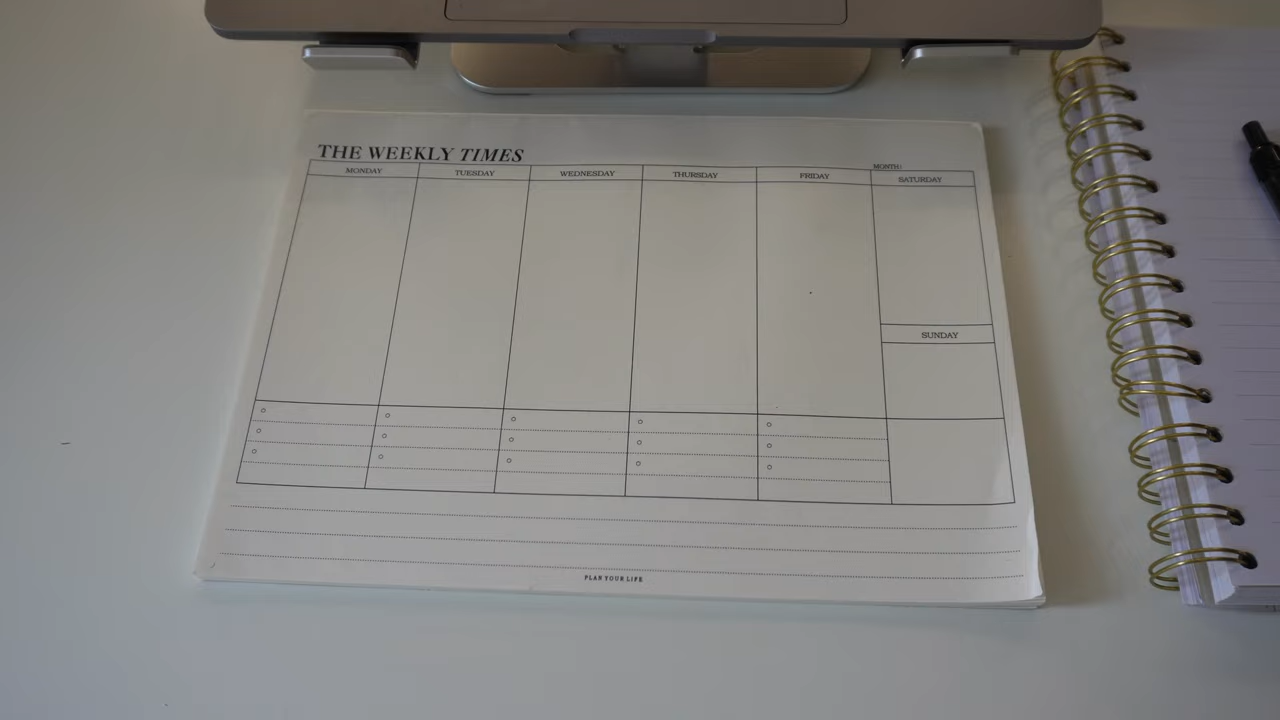 THE WEEKLY TIMES
MONTH:
MONDAY TUESDAY WEDNESDAY THURSDAY FRIDAY SATURDAY
SUNDAY
PLAN YOUR LIFE